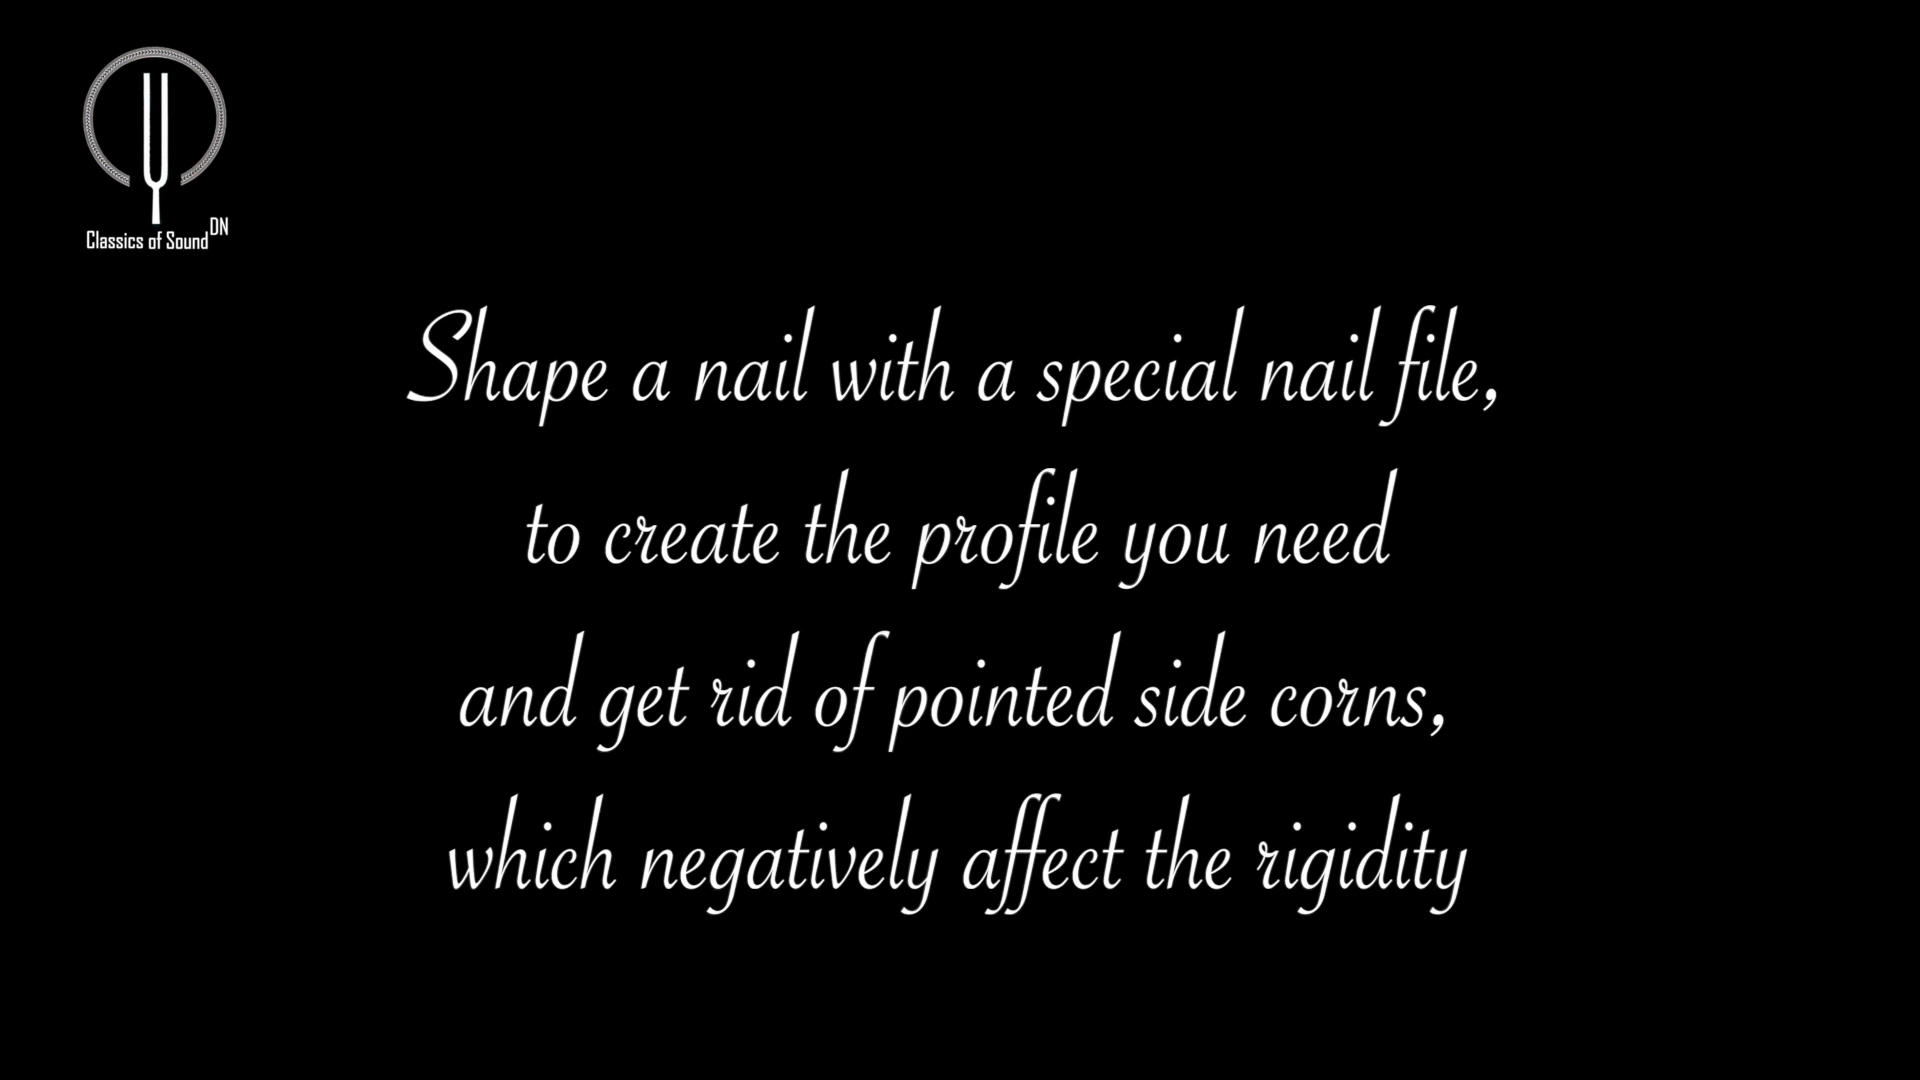 Classics of Sound DN
Shape a nail with a special nail file,
to create the profile you need
and get rid of pointed side corns,
which negatively affect the rigidity